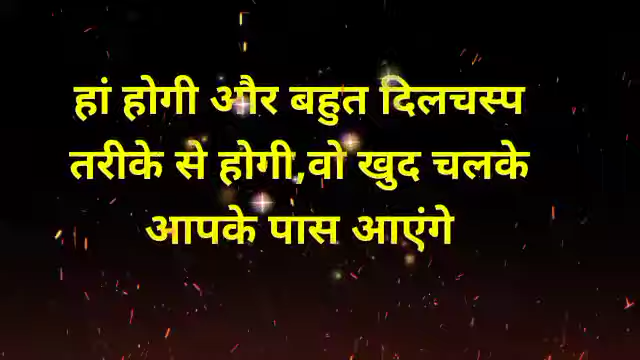 हां होगी और बहुत दिलचस्प
तरीके से होगी,वो खुद चलके
आपके पास आएंगे